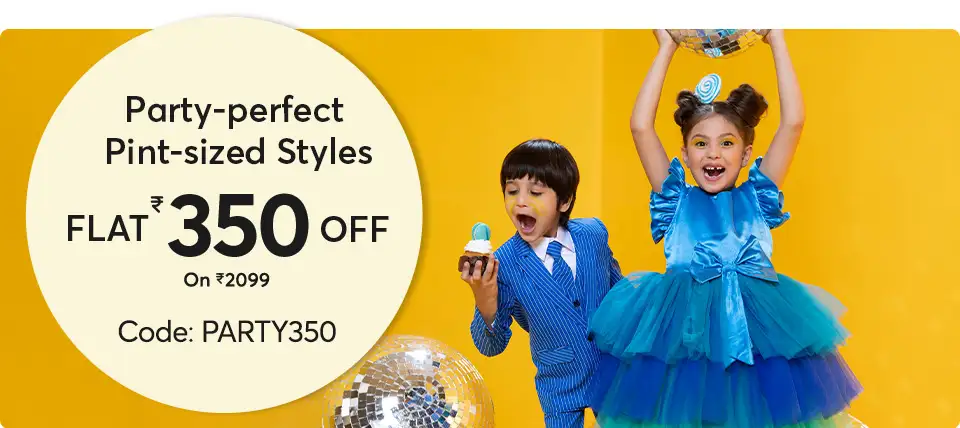 Party-perfect
Pint-sized Styles
FLAT ₹350 OFF
On ₹2099
Code: PARTY350